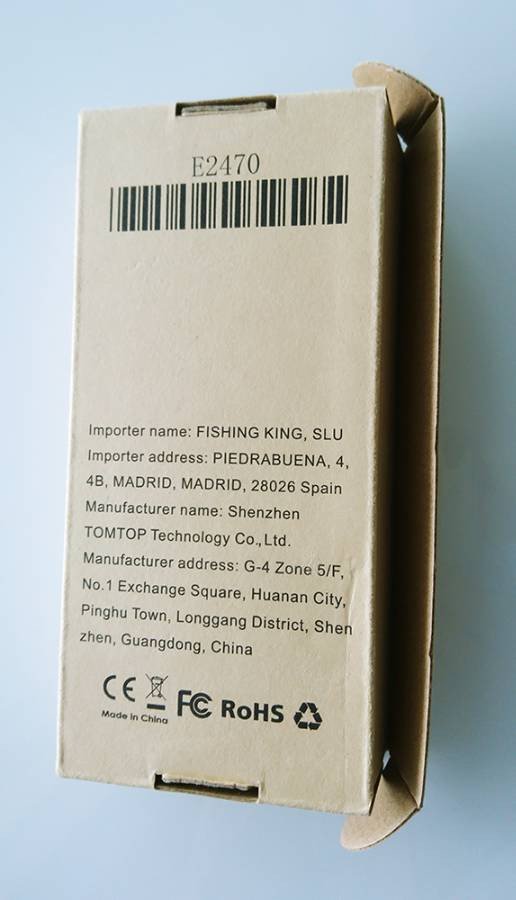 E2470
Importer name: FISHING KING, SLU
Importer address: PIEDRABUENA, 4,
4B, MADRID, MADRID, 28026 Spain
Manufacturer name: Shenzhen
TOMTOP Technology Co.,Ltd.
Manufacturer address: G-4 Zone 5/F,
No.1 Exchange Square, Huanan City,
Pinghu Town, Longgang District, Shen
zhen, Guangdong, China
CE FC RoHS
Made in China